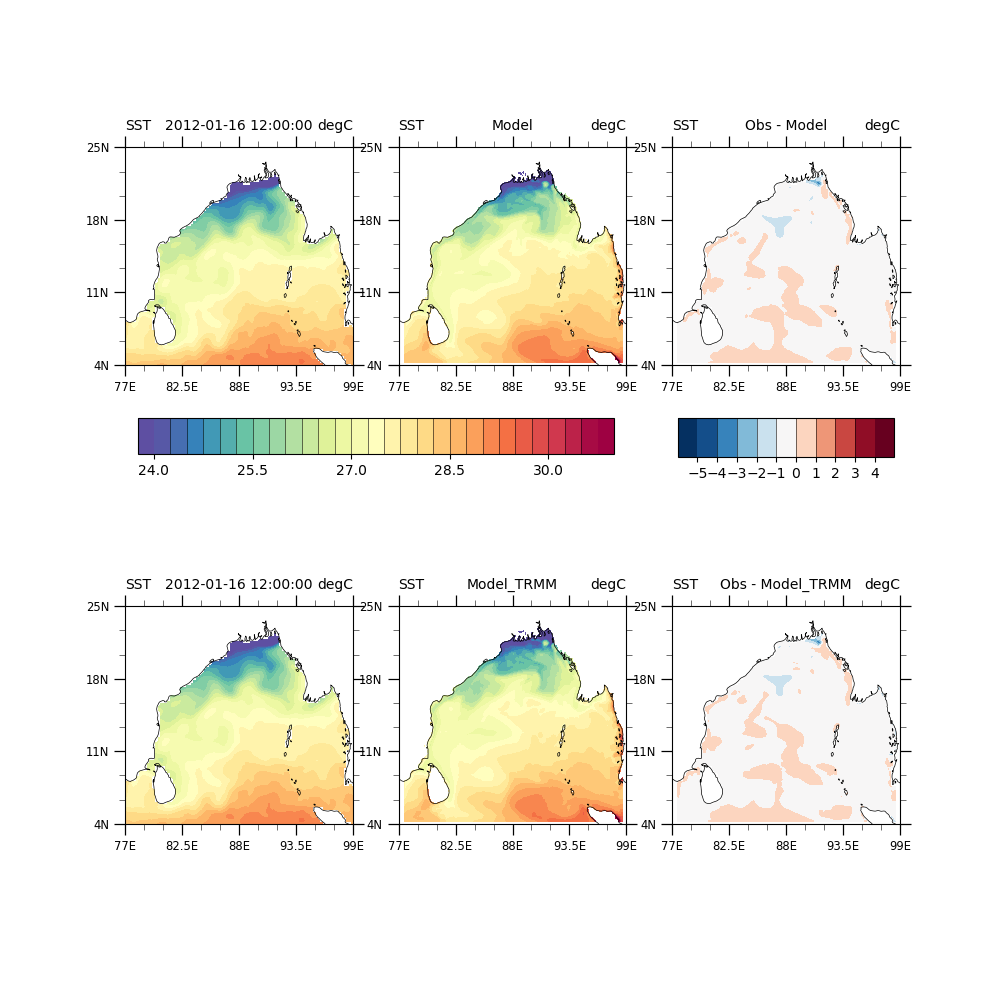 SST 2012-01-16 12:00:00 degC SST Model degC SST Obs - Model degC
25N 25N 25N
18N 18N 18N
11N 11N 11N
4N 4N 4N
77E 82.5E 88E 93.5E 99E 77E 82.5E 88E 93.5E 99E 77E 82.5E 88E 93.5E 99E
24.0 25.5 27.0 28.5 30.0 −5 −4 −3 −2 −1 0 1 2 3 4
SST 2012-01-16 12:00:00 degC SST Model_TRMM degC SST Obs - Model_TRMM degC
25N 25N 25N
18N 18N 18N
11N 11N 11N
4N 4N 4N
77E 82.5E 88E 93.5E 99E 77E 82.5E 88E 93.5E 99E 77E 82.5E 88E 93.5E 99E